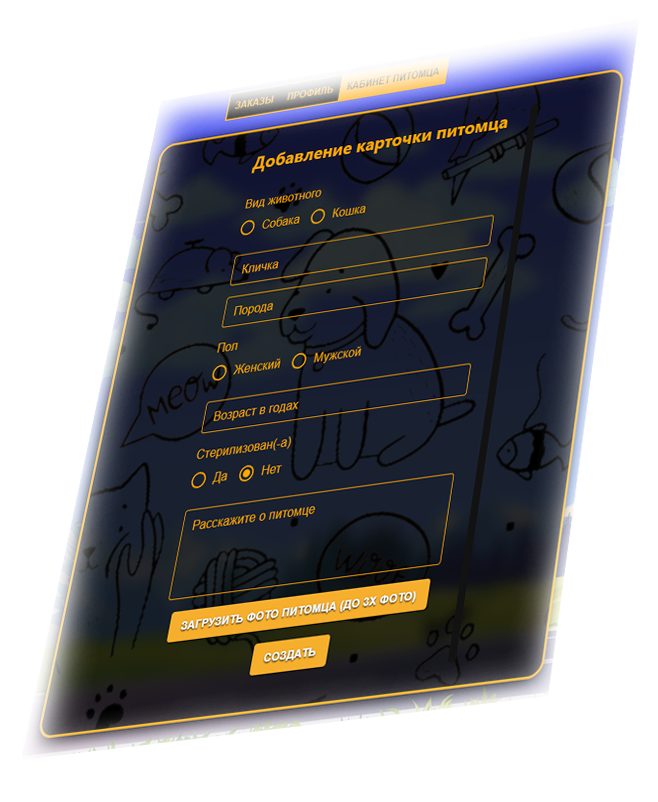 ЗАКАЗЫ ПРОФИЛЬ КАБИНЕТ ПИТОМЦА
Добавление карточки питомца
Вид животного
Собака Кошка
Кличка
Порода
Пол
Женский Мужской
meow
Возраст в годах
Стерилизован(-а)
Да Нет
Расскажите о питомце
ЗАГРУЗИТЬ ФОТО ПИТОМЦА (ДО 3Х ФОТО)
СОЗДАТЬ